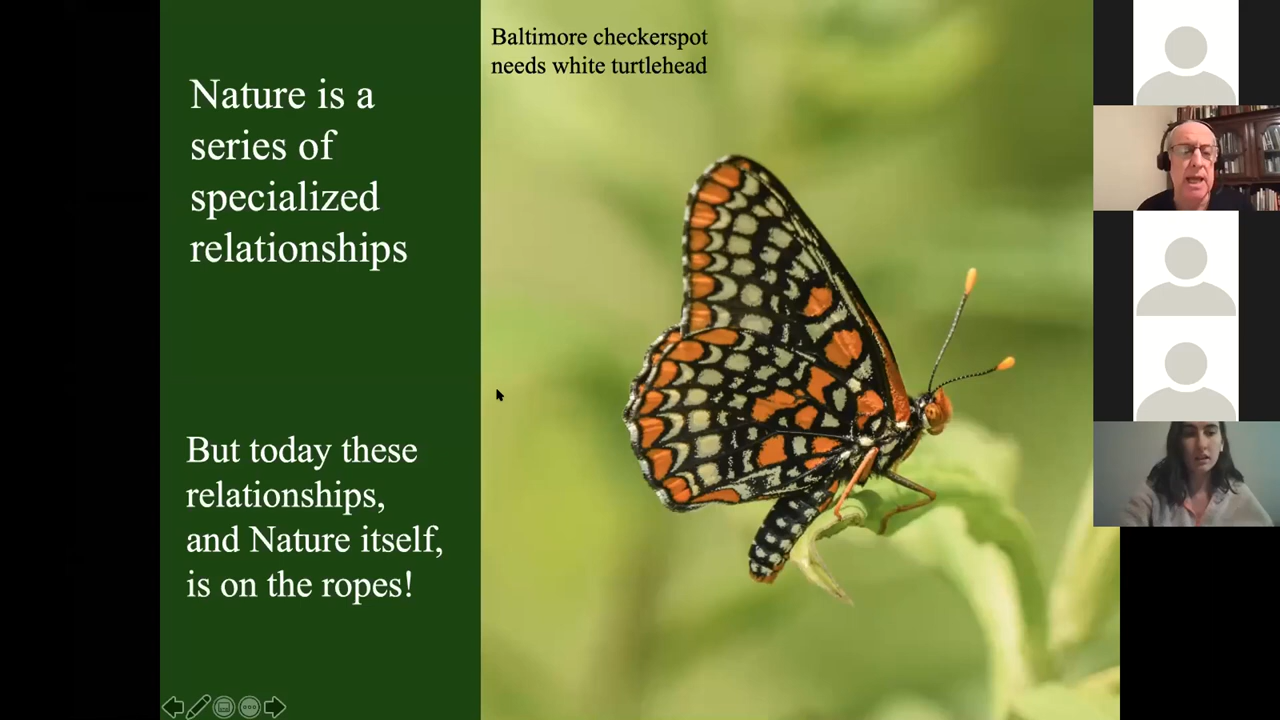 Nature is a
series of
specialized
relationships
But today these
relationships,
and Nature itself,
is on the ropes!
Baltimore checkerspot
needs white turtlehead